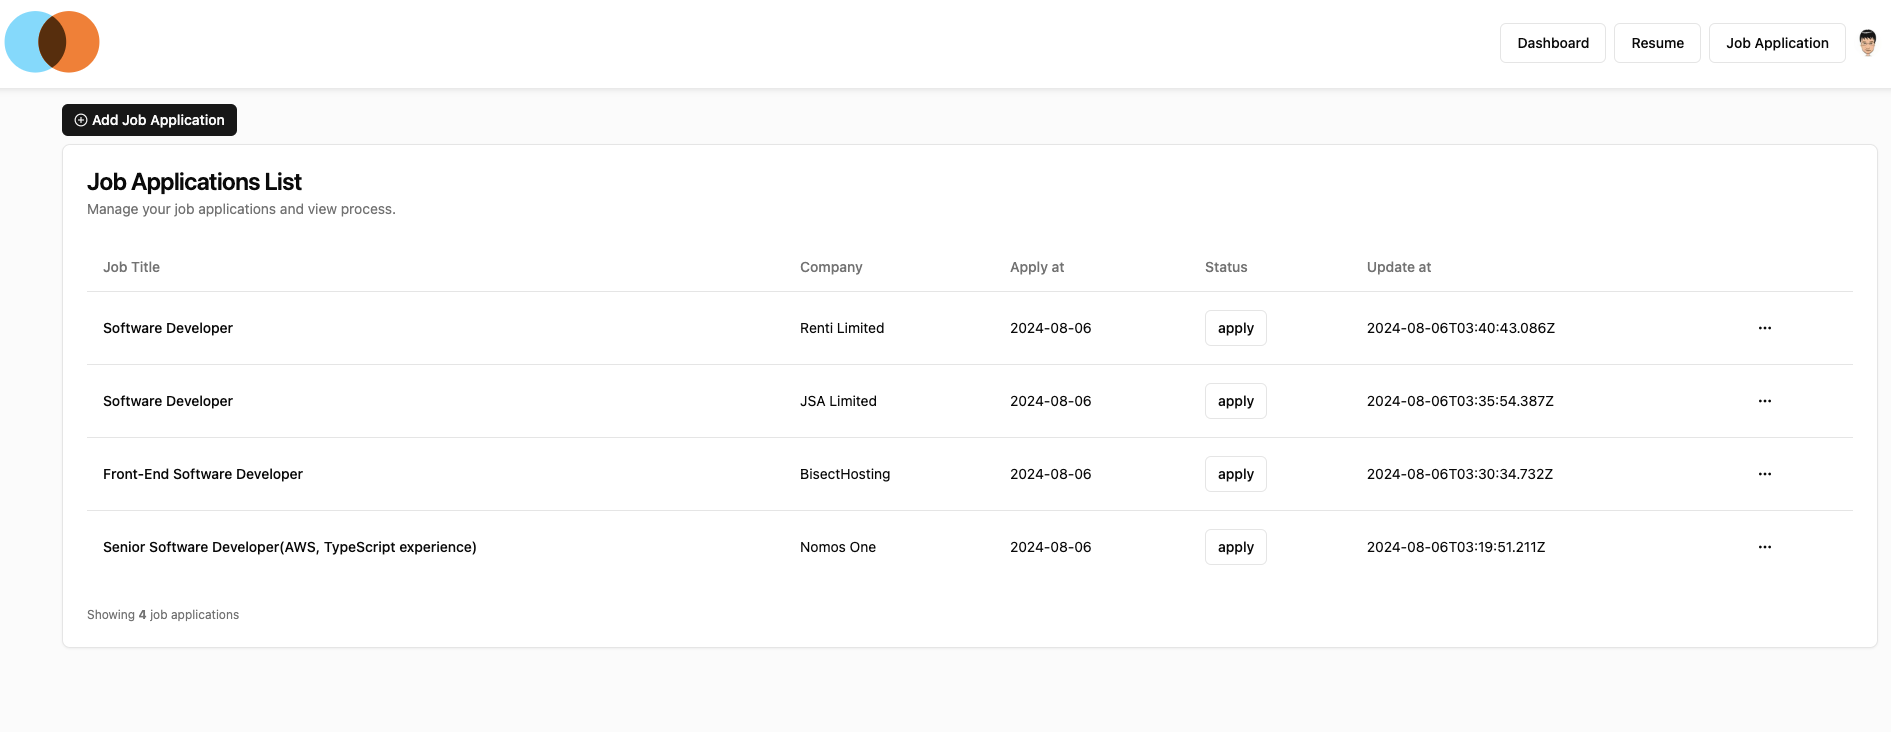 Dashboard Resume Job Application
Add Job Application
Job Applications List
Manage your job applications and view process.
Job Title Company Apply at Status Update at
Software Developer Renti Limited 2024-08-06 apply 2024-08-06T03:40:43.086Z ...
Software Developer JSA Limited 2024-08-06 apply 2024-08-06T03:35:54.387Z ...
Front-End Software Developer BisectHosting 2024-08-06 apply 2024-08-06T03:30:34.732Z ...
Senior Software Developer(AWS, TypeScript experience) Nomos One 2024-08-06 apply 2024-08-06T03:19:51.211Z ...
Showing 4 job applications